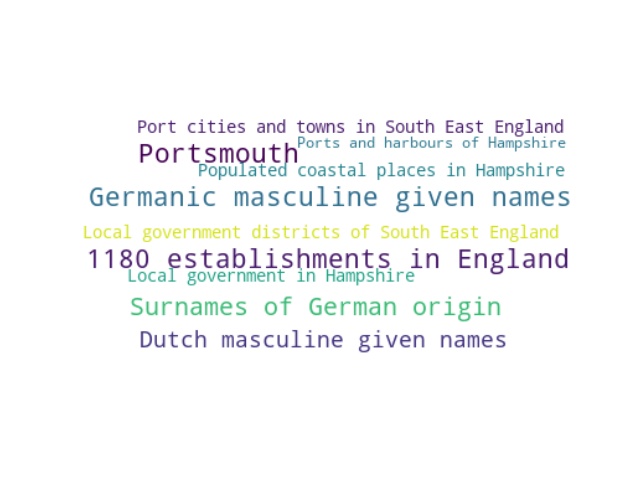 Port cities and towns in South East England
Ports and harbours of Hampshire
Portsmouth
Populated coastal places in Hampshire
Germanic masculine given names
Local government districts of South East England
1180 establishments in England
Local government in Hampshire
Surnames of German origin
Dutch masculine given names